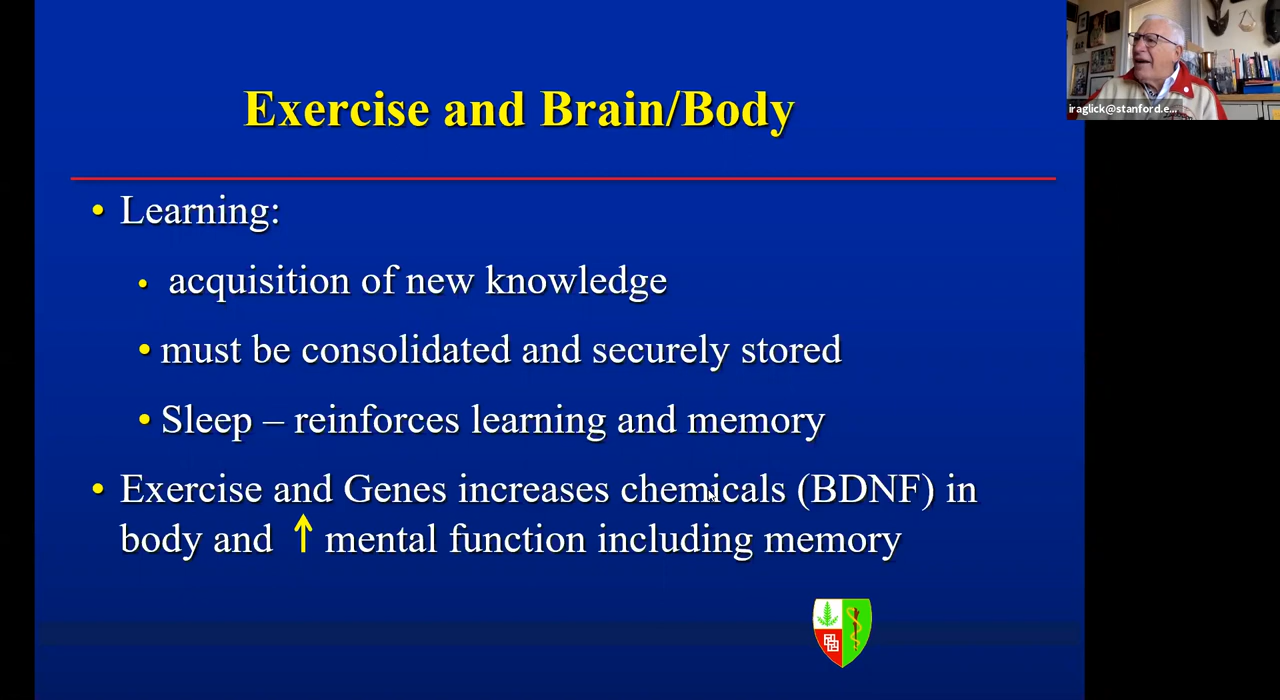 Exercise and Brain/Body
• Learning:
• acquisition of new knowledge
• must be consolidated and securely stored
• Sleep – reinforces learning and memory
• Exercise and Genes increases chemicals (BDNF) in
body and ↑ mental function including memory
iraglick@stanford.e...